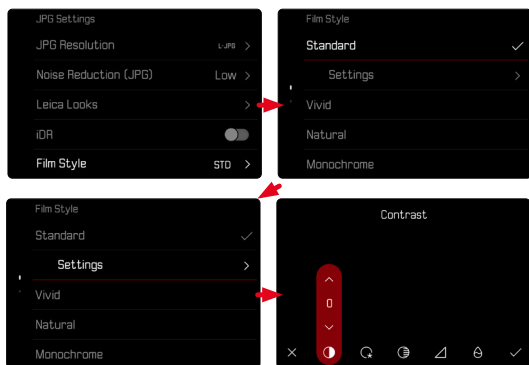 JPG Settings
JPG Resolution L-JPG
Noise Reduction (JPG) Low
Leica Looks
iDR
Film Style STD
Film Style
Standard
Settings
Vivid
Natural
Monochrome
Film Style
Standard
Settings
Vivid
Natural
Monochrome
Contrast
0